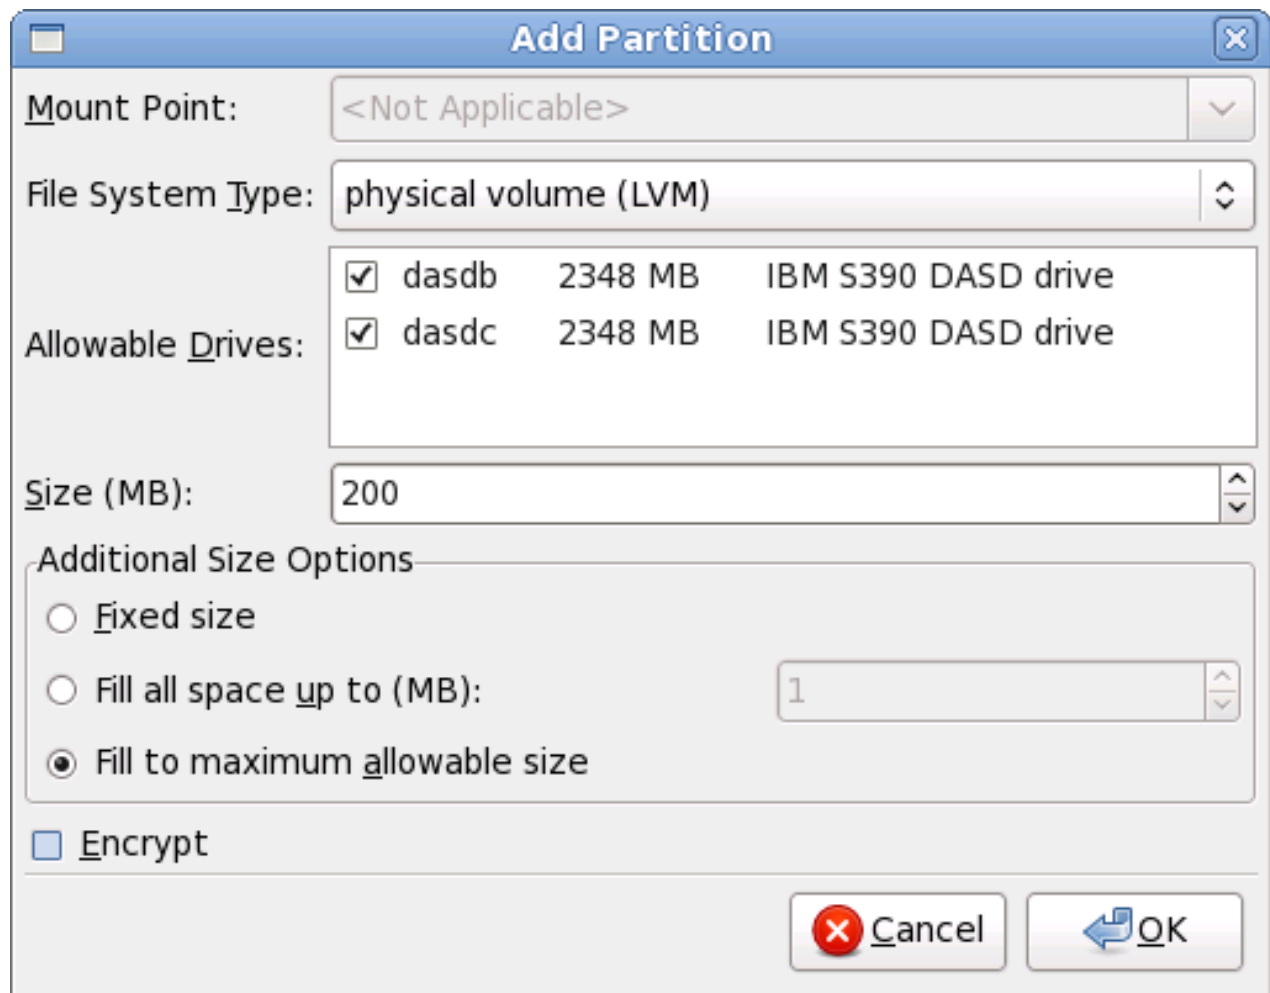 Add Partition
Mount Point: <Not Applicable>
File System Type: physical volume (LVM)
Allowable Drives:
dasdb 2348 MB IBM S390 DASD drive
dasdc 2348 MB IBM S390 DASD drive
Size (MB): 200
Additional Size Options
Fixed size
Fill all space up to (MB): 1
Fill to maximum allowable size
Encrypt
Cancel OK